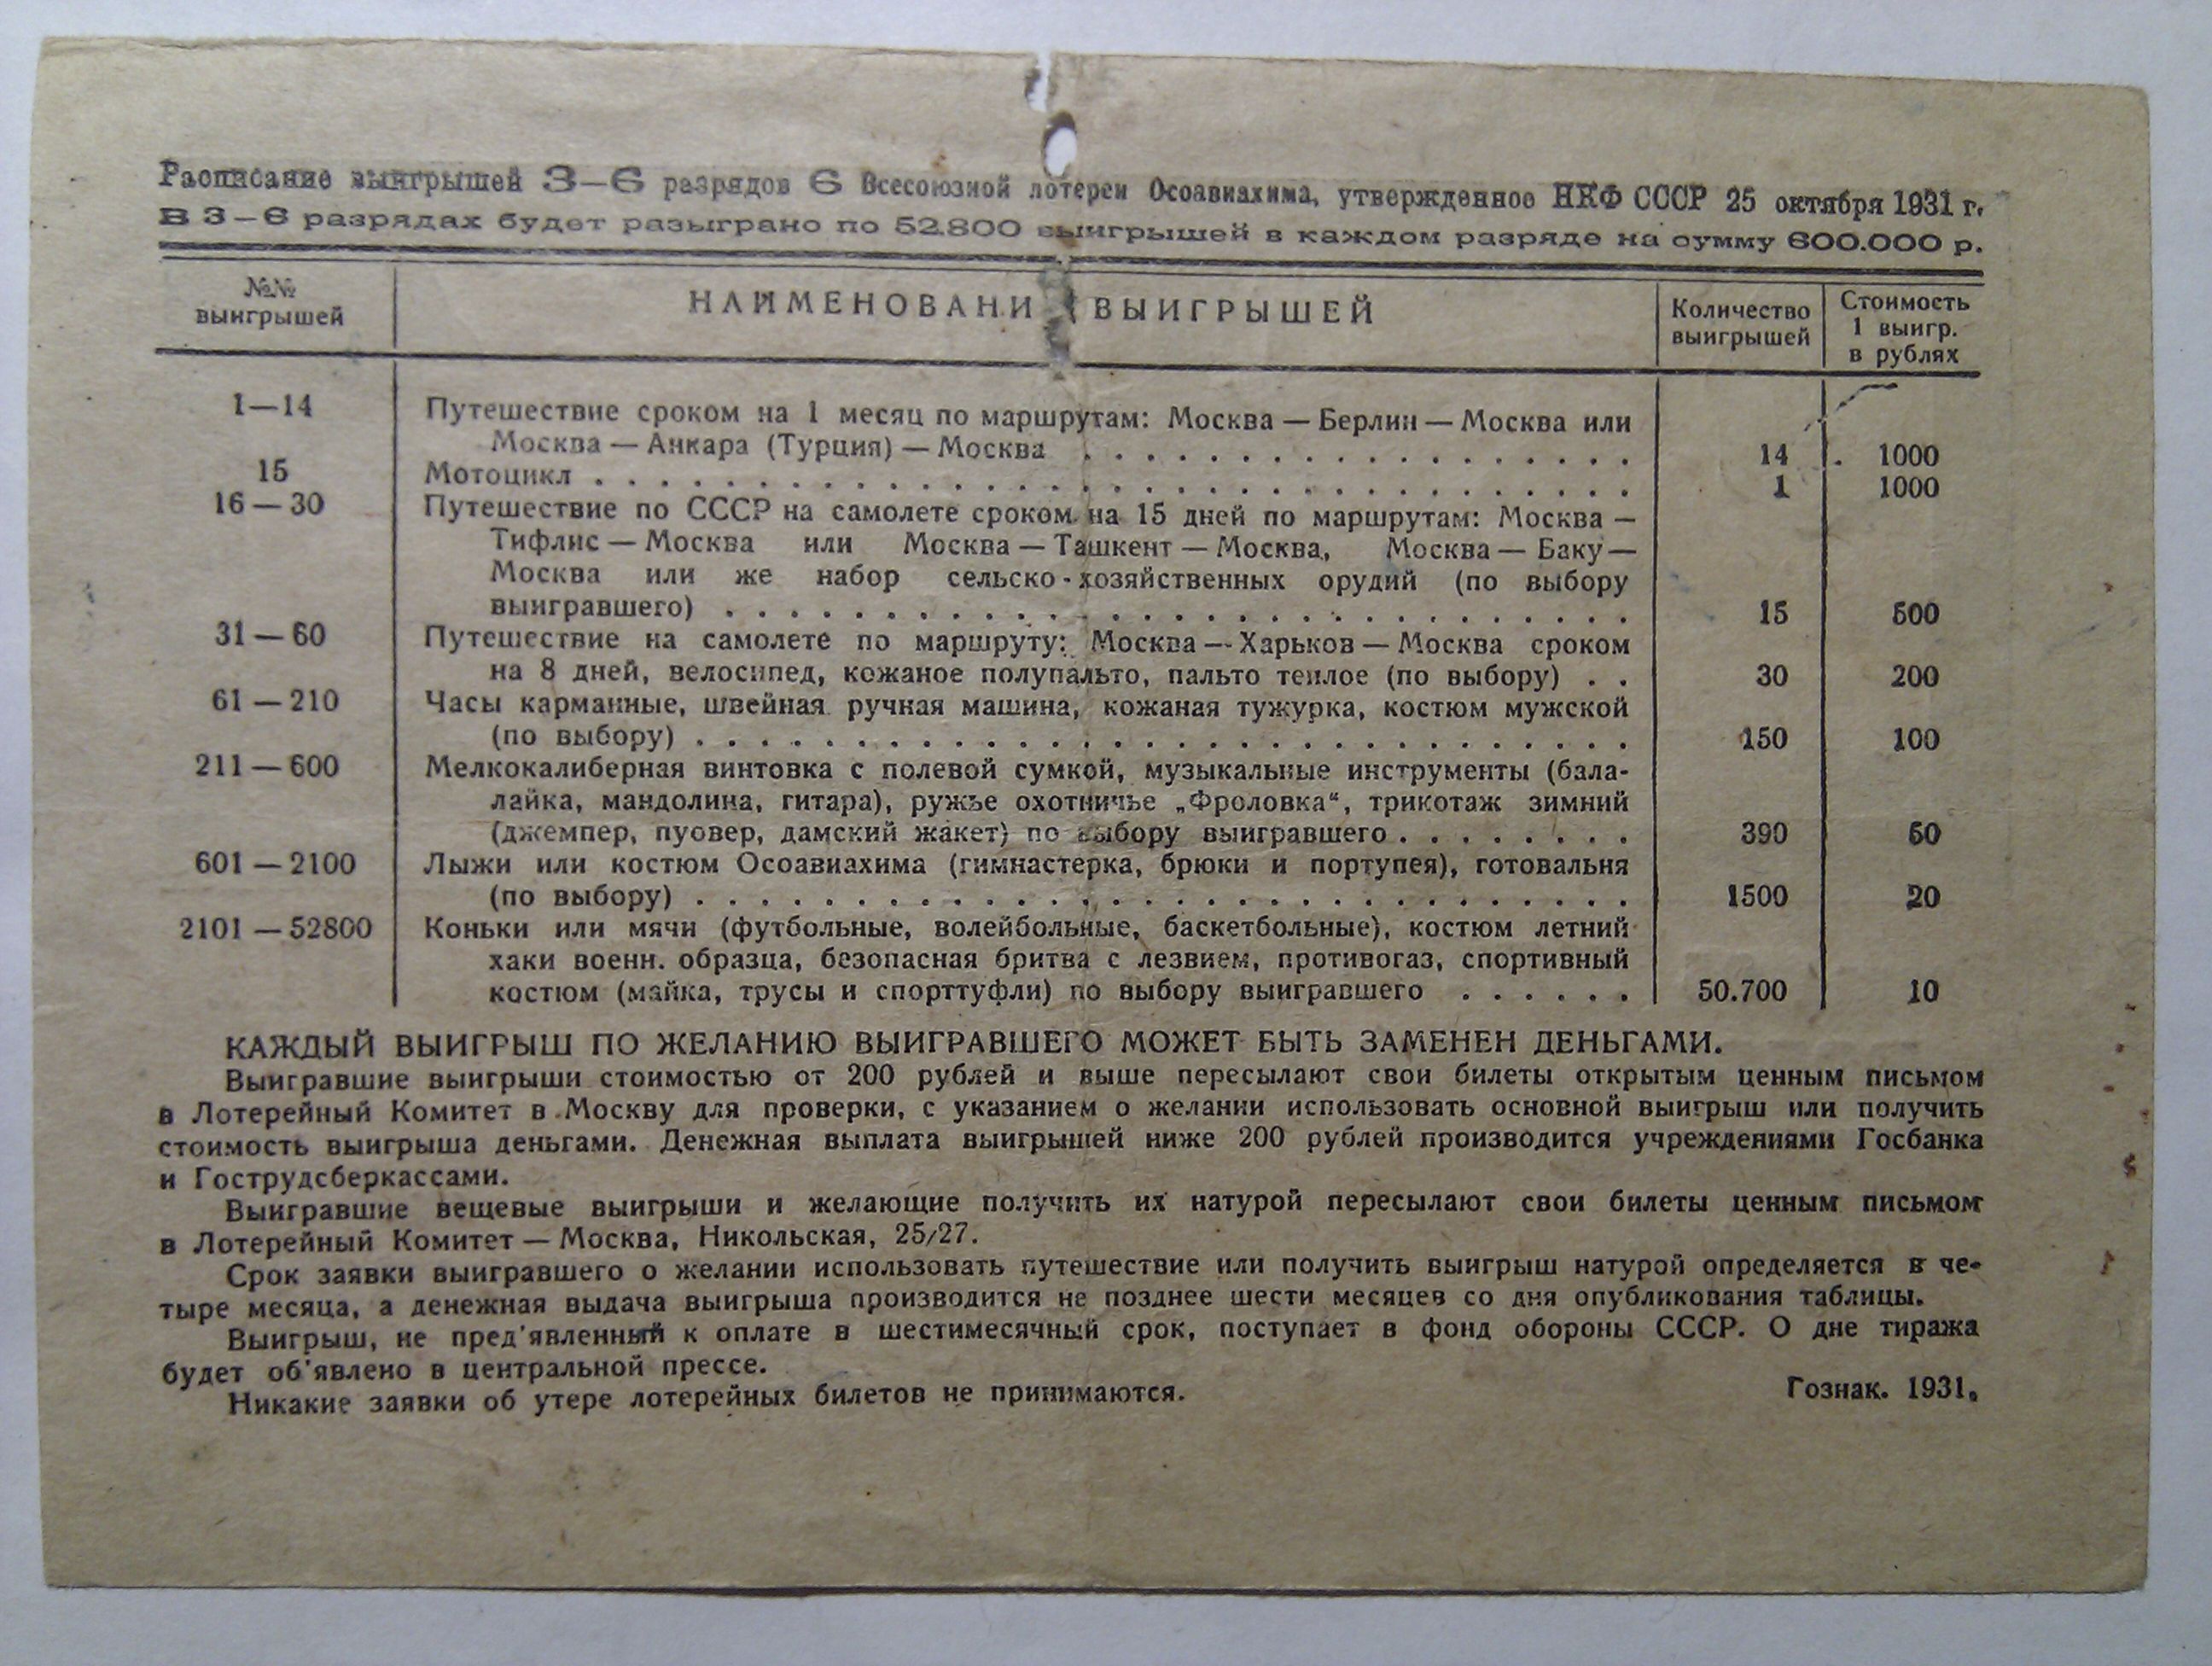 Расписание выигрышей 3—6 разрядов 6 Всесоюзной лотереи Осоавиахима, утвержденное НКФ СССР 25 октября 1931 г.
В 3—6 разрядах будет разыграно по 52.800 выигрышей в каждом разряде на сумму 600.000 р.
№№ выигрышей НАИМЕНОВАНИ ВЫИГРЫШЕЙ Количество выигрышей Стоимость 1 выигр. в рублях
1—14 Путешествие сроком на 1 месяц по маршрутам: Москва — Берлин — Москва или
Москва — Анкара (Турция) — Москва . . . . . . . . . . . . . . . . . . 14 1000
15 Мотоцикл . . . . . . . . . . . . . . . . . . . . . . . . . . . . . . . . . 1 1000
16 — 30 Путешествие по СССР на самолете сроком на 15 дней по маршрутам: Москва —
Тифлис — Москва или Москва — Ташкент — Москва, Москва — Баку —
Москва или же набор сельско-хозяйственных орудий (по выбору
выигравшего) . . . . . . . . . . . . . . . . . . . . . . . . . . . . . 15 500
31 — 60 Путешествие на самолете по маршруту: Москва — Харьков — Москва сроком
на 8 дней, велосипед, кожаное полупальто, пальто теплое (по выбору) . . 30 200
61 — 210 Часы карманные, швейная ручная машина, кожаная тужурка, костюм мужской
(по выбору) . . . . . . . . . . . . . . . . . . . . . . . . . . . . . . 150 100
211 — 600 Мелкокалиберная винтовка с полевой сумкой, музыкальные инструменты (бала-
лайка, мандолина, гитара), ружье охотничье „Фроловка“, трикотаж зимний
(джемпер, пуовер, дамский жакет) по выбору выигравшего . . . . . . . . 390 50
601 — 2100 Лыжи или костюм Осоавиахима (гимнастерка, брюки и портупея), готовальня
(по выбору) . . . . . . . . . . . . . . . . . . . . . . . . . . . . . . 1500 20
2101 — 52800 Коньки или мячи (футбольные, волейбольные, баскетбольные), костюм летний
хаки военн. образца, безопасная бритва с лезвием, противогаз, спортивный
костюм (майка, трусы и спорттуфли) по выбору выигравшего . . . . . . 50.700 10
КАЖДЫЙ ВЫИГРЫШ ПО ЖЕЛАНИЮ ВЫИГРАВШЕГО МОЖЕТ БЫТЬ ЗАМЕНЕН ДЕНЬГАМИ.
Выигравшие выигрыши стоимостью от 200 рублей и выше пересылают свои билеты открытым ценным письмом
в Лотерейный Комитет в Москву для проверки, с указанием о желании использовать основной выигрыш или получить
стоимость выигрыша деньгами. Денежная выплата выигрышей ниже 200 рублей производится учреждениями Госбанка
и Гострудсберкассами.
Выигравшие вещевые выигрыши и желающие получить их натурой пересылают свои билеты ценным письмом
в Лотерейный Комитет — Москва, Никольская, 25/27.
Срок заявки выигравшего о желании использовать путешествие или получить выигрыш натурой определяется в че-
тыре месяца, а денежная выдача выигрыша производится не позднее шести месяцев со дня опубликования таблицы.
Выигрыш, не пред'явленный к оплате в шестимесячный срок, поступает в фонд обороны СССР. О дне тиража
будет об'явлено в центральной прессе.
Никакие заявки об утере лотерейных билетов не принимаются.
Гознак. 1931.